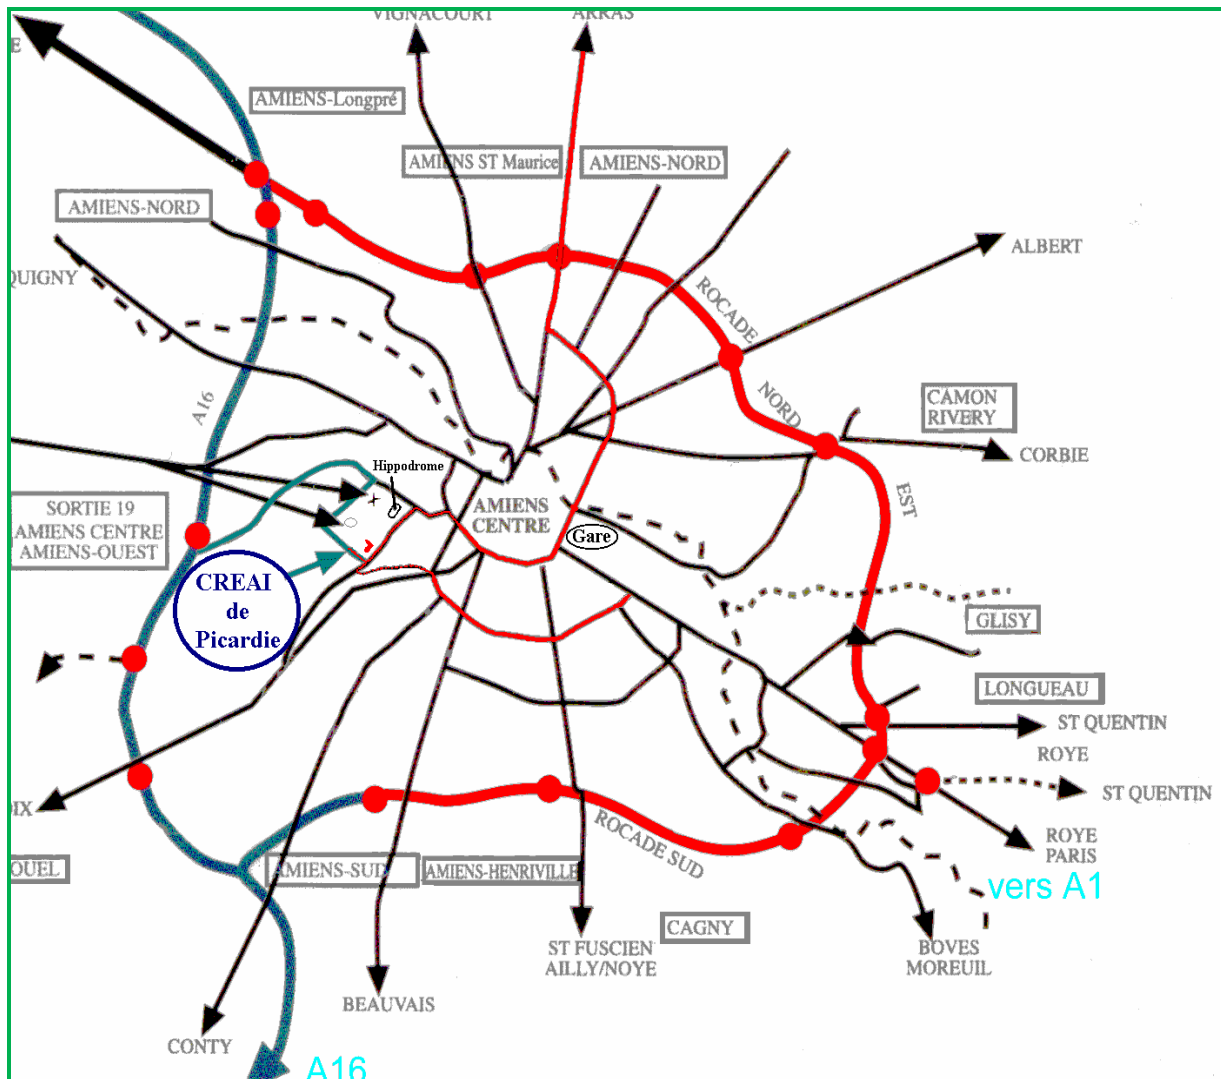 VIGNACOURT
ARRAS
E
AMIENS-Longpré
AMIENS ST Maurice
AMIENS-NORD
AMIENS-NORD
ALBERT
QUIGNY
ROCADE
NORD
EST
A16
CAMON
RIVERY
CORBIE
Hippodrome
SORTIE 19
AMIENS CENTRE
AMIENS-OUEST
AMIENS
CENTRE
Gare
CREAI
de
Picardie
GLISY
LONGUEAU
ST QUENTIN
ROYE
ST QUENTIN
IX
ROCADE SUD
ROYE
PARIS
OUEL
AMIENS-SUD
AMIENS-HENRIVILLE
vers A1
CAGNY
ST FUSCIEN
AILLY/NOYE
BOVES
MOREUIL
BEAUVAIS
CONTY
A16